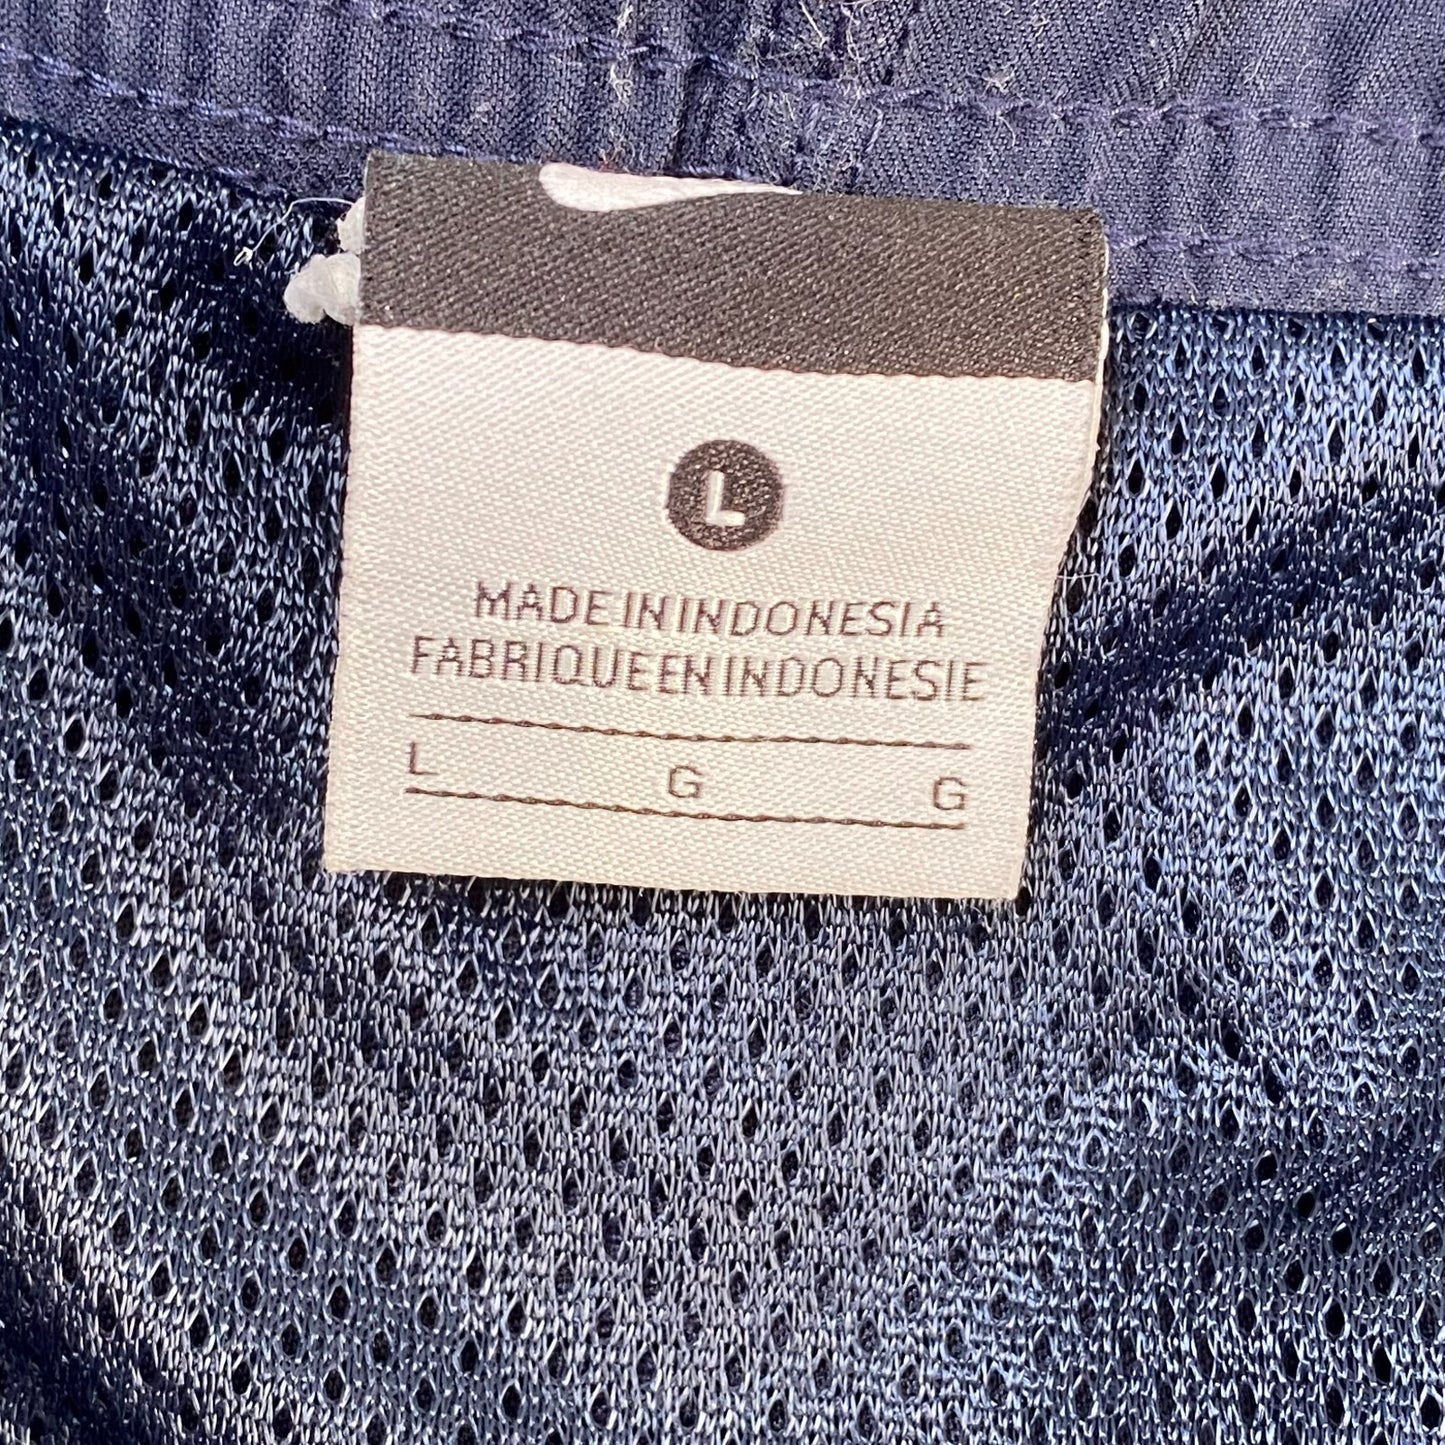 L
MADE IN INDONESIA
FABRIQUE EN INDONESIE
L G G